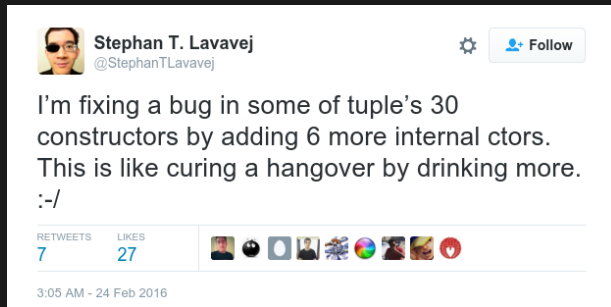 Stephan T. Lavavej
@StephanTLavavej
Follow
I'm fixing a bug in some of tuple's 30
constructors by adding 6 more internal ctors.
This is like curing a hangover by drinking more.
:-/
RETWEETS LIKES
7 27
3:05 AM - 24 Feb 2016